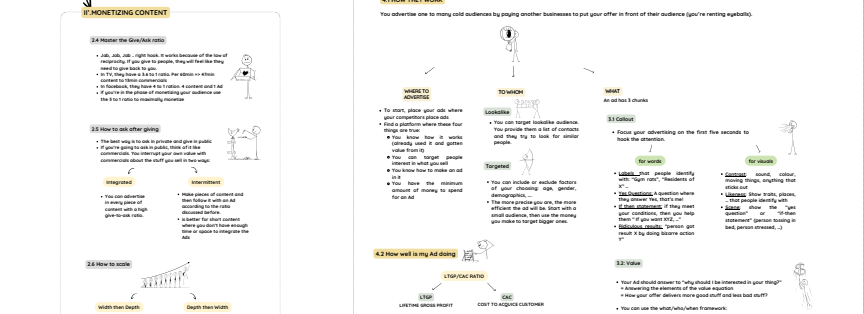 II'.MONETIZING CONTENT
2.4 Master the Give/Ask ratio
Jab, Jab, Jab .. right hook. It works because of the law of
reciprocity. If you give to people, they will feel like they
need to give back to you.
In TV, they have a 3.6 to 1 ratio. Per 60min => 47min
content to 13min commercials
In facebook, they have 4 to 1 ration. 4 content and 1 Ad
if you're in the phase of monetizing your audience use
the 3 to 1 ratio to maximally monetize
2.5 How to ask after giving
The best way is to ask in private and give in public
If you're going to ask in public, think of it like
commercials. You interrupt your own value with
commercials about the stuff you sell in two ways:
Integrated
Intermittent
You can advertise
in every piece of
content with a high
give-to-ask ratio.
Make pieces of content and
then follow it with an Ad
according to the ratio
discussed before.
is better for short content
where you don't have enough
time or space to integrate the
Ads
2.6 How to scale
Width then Depth
Depth then Width
4.1 HOW THEY WORK
You advertise one to many cold audiences by paying another businesses to put your offer in front of their audience (you're renting eyeballs).
WHERE TO
ADVERTISE
To start, place your ads where
your competitors place ads
Find a platform where these four
things are true:
You know how it works
(already used it and gotten
value from it)
You can target people
interest in what you sell
You know how to make an ad
in it
You have the minimum
amount of money to spend
for an Ad
TO WHOM
Lookalike
You can target lookalike audience.
You provide them a list of contacts
and they try to look for similar
people.
Targeted
You can include or exclude factors
of your choosing: age, gender,
demographics, ...
The more precise you are, the more
efficient the ad will be. Start with a
small audience, then use the money
you make to target bigger ones.
WHAT
An ad has 3 chunks
3.1 Callout
Focus your advertising on the first five seconds to
hook the attention.
for words
for visuals
Labels that people identify
with: "Gym rats", "Residents of
X" ..
Yes Questions: A question where
they answer Yes, that's me!
If then statement: if they meet
your conditions, then you help
them " If you want XYZ, ..."
Ridiculous results: "person got
result X by doing bizarre action
Y"
Contrast: sound, colour,
moving things, anything that
sticks out
Likeness: Show traits, places,
... that people identify with
Scene: show the "yes
question" or "if-then
statement" (person tossing in
bed, person stressed, ...)
4.2 How well is my Ad doing
LTGP/CAC RATIO
LTGP
LIFETIME GROSS PROFIT
CAC
COST TO ACQUICE CUSTOMER
3.2: Value
Your Ad should answer to "why should I be interested in your thing?"
= Answering the elements of the value equation
= How your offer delivers more good stuff and less bad stuff?
You can use the what/who/when framework: